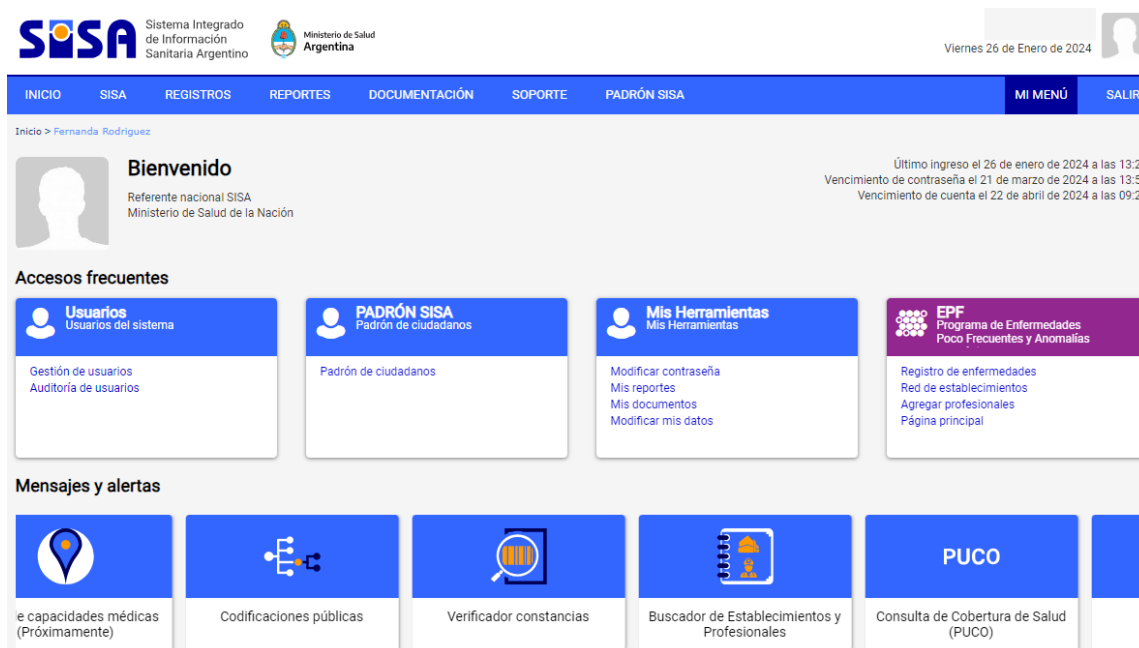 SISA
Sistema Integrado
de Información
Sanitaria Argentino
Ministerio de Salud
Argentina
Viernes 26 de Enero de 2024
INICIO SISA REGISTROS REPORTES DOCUMENTACIÓN SOPORTE PADRÓN SISA MI MENÚ SALIR
Inicio > Fernanda Rodriguez
Bienvenido
Referente nacional SISA
Ministerio de Salud de la Nación
Último ingreso el 26 de enero de 2024 a las 13:2
Vencimiento de contraseña el 21 de marzo de 2024 a las 13:5
Vencimiento de cuenta el 22 de abril de 2024 a las 09:2
Accesos frecuentes
Usuarios
Usuarios del sistema
Gestión de usuarios
Auditoría de usuarios
PADRÓN SISA
Padrón de ciudadanos
Padrón de ciudadanos
Mis Herramientas
Mis Herramientas
Modificar contraseña
Mis reportes
Mis documentos
Modificar mis datos
EPF
Programa de Enfermedades
Poco Frecuentes y Anomalías
Registro de enfermedades
Red de establecimientos
Agregar profesionales
Página principal
Mensajes y alertas
e capacidades médicas
(Próximamente)
Codificaciones públicas
Verificador constancias
Buscador de Establecimientos y
Profesionales
PUCO
Consulta de Cobertura de Salud
(PUCO)